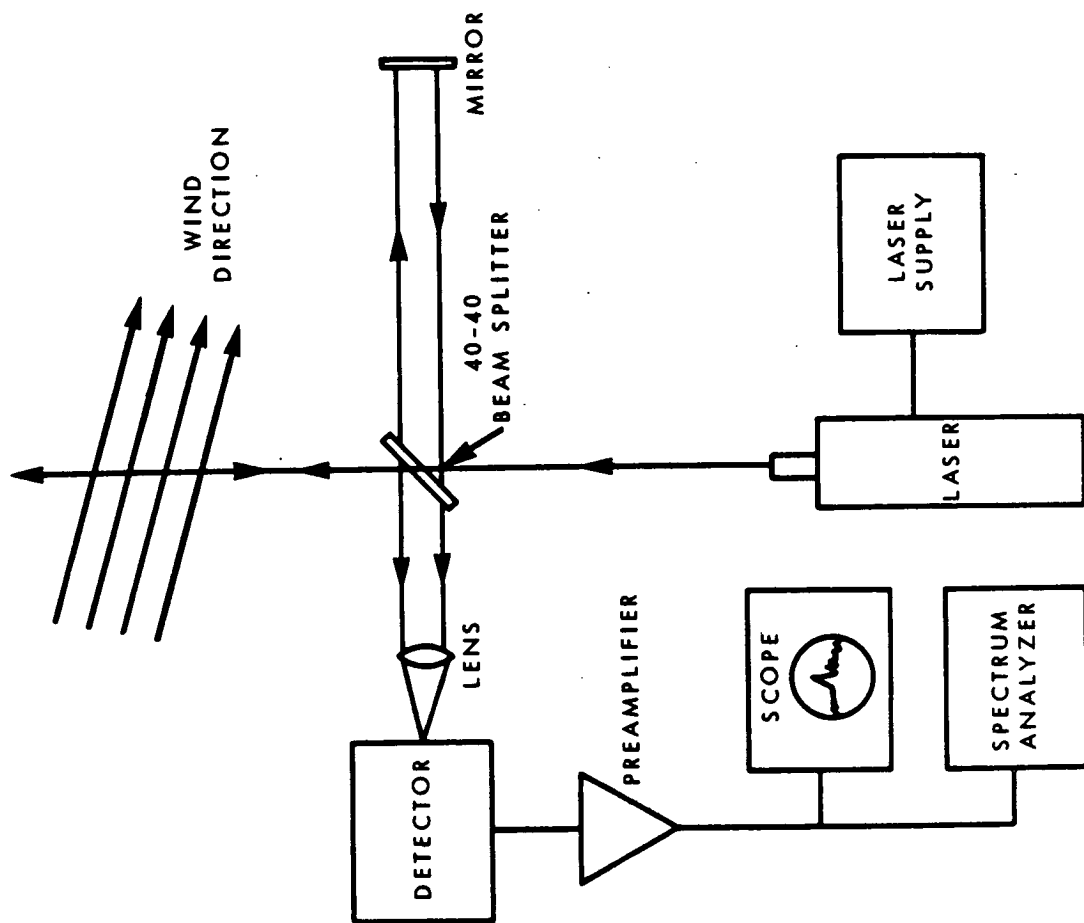 WIND
DIRECTION
MIRROR
40-40
BEAM SPLITTER
LASER
SUPPLY
LASER
LENS
DETECTOR
PREAMPLIFIER
SCOPE
SPECTRUM
ANALYZER